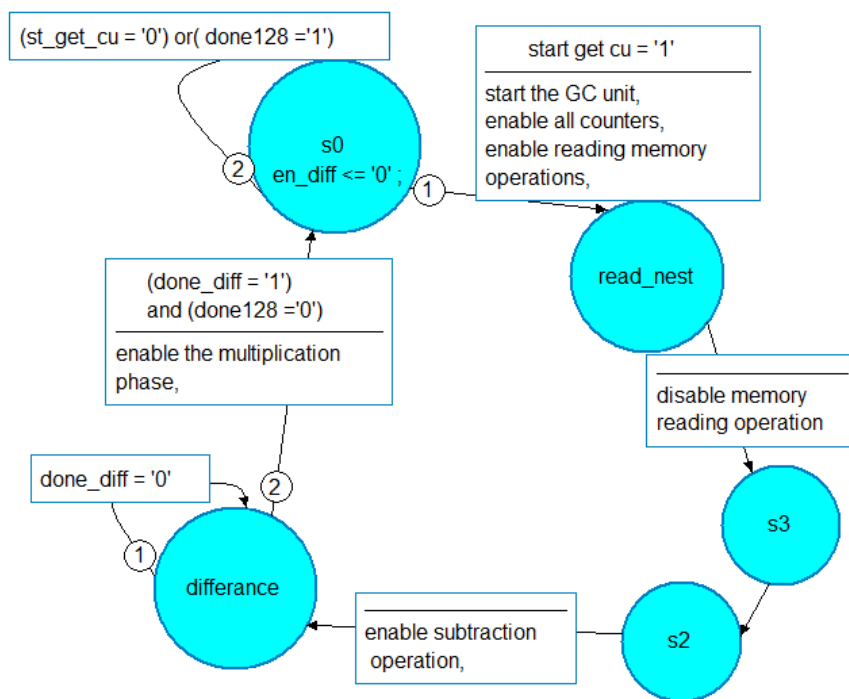 (st_get_cu = '0') or( done128 ='1')
start get cu = '1'
start the GC unit,
enable all counters,
enable reading memory
operations,
s0
en_diff <= '0' ;
2
1
read_nest
(done_diff = '1')
and (done128 ='0')
enable the multiplication
phase,
disable memory
reading operation
done_diff = '0'
2
1
s3
differance
s2
enable subtraction
operation,